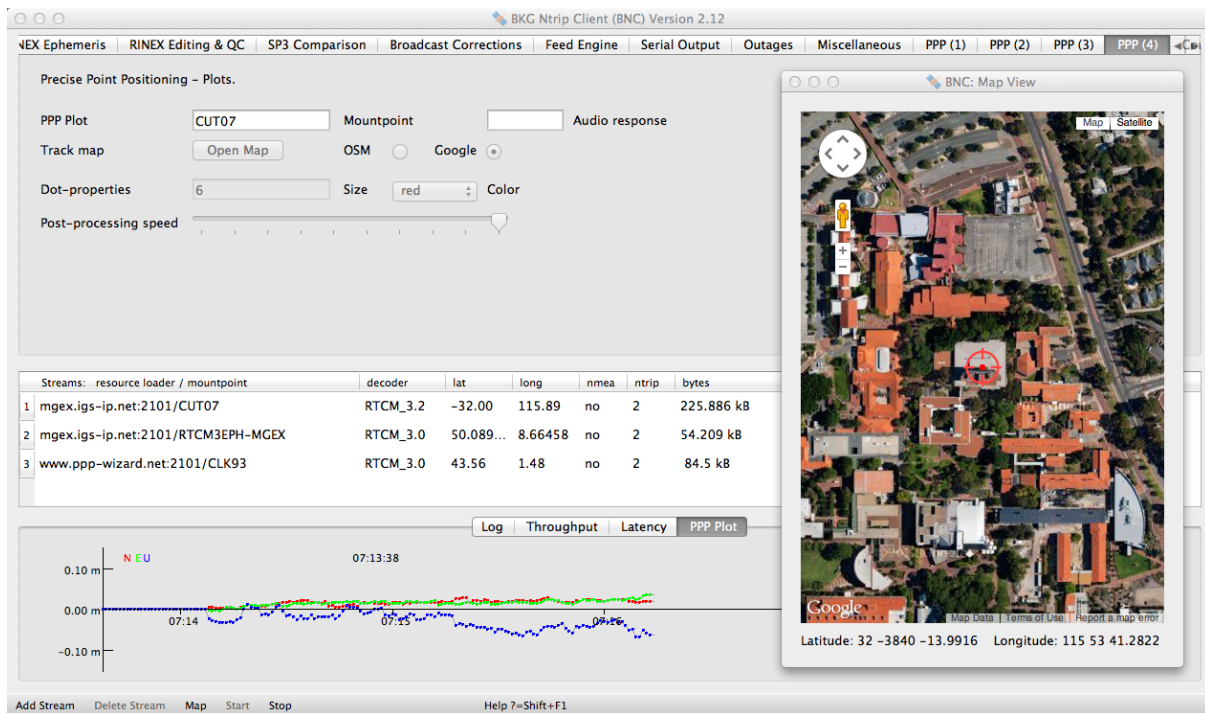 BKG Ntrip Client (BNC) Version 2.12
NEX Ephemeris RINEX Editing & QC SP3 Comparison Broadcast Corrections Feed Engine Serial Output Outages Miscellaneous PPP (1) PPP (2) PPP (3) PPP (4)
Precise Point Positioning - Plots.
PPP Plot CUT07 Mountpoint Audio response
Track map Open Map OSM Google
Dot-properties 6 Size red Color
Post-processing speed
Streams: resource loader / mountpoint decoder lat long nmea ntrip bytes
1 mgex.igs-ip.net:2101/CUT07 RTCM_3.2 -32.00 115.89 no 2 225.886 kB
2 mgex.igs-ip.net:2101/RTCM3EPH-MGEX RTCM_3.0 50.089... 8.66458 no 2 54.209 kB
3 www.ppp-wizard.net:2101/CLK93 RTCM_3.0 43.56 1.48 no 2 84.5 kB
Log Throughput Latency PPP Plot
N E U 07:13:38
0.10 m
0.00 m
07:14 07:15 07:16
-0.10 m
Add Stream Delete Stream Map Start Stop Help ?=Shift+F1
BNC: Map View
Map Satellite
Google
Map Data Terms of Use Report a map error
Latitude: 32 -3840 -13.9916 Longitude: 115 53 41.2822